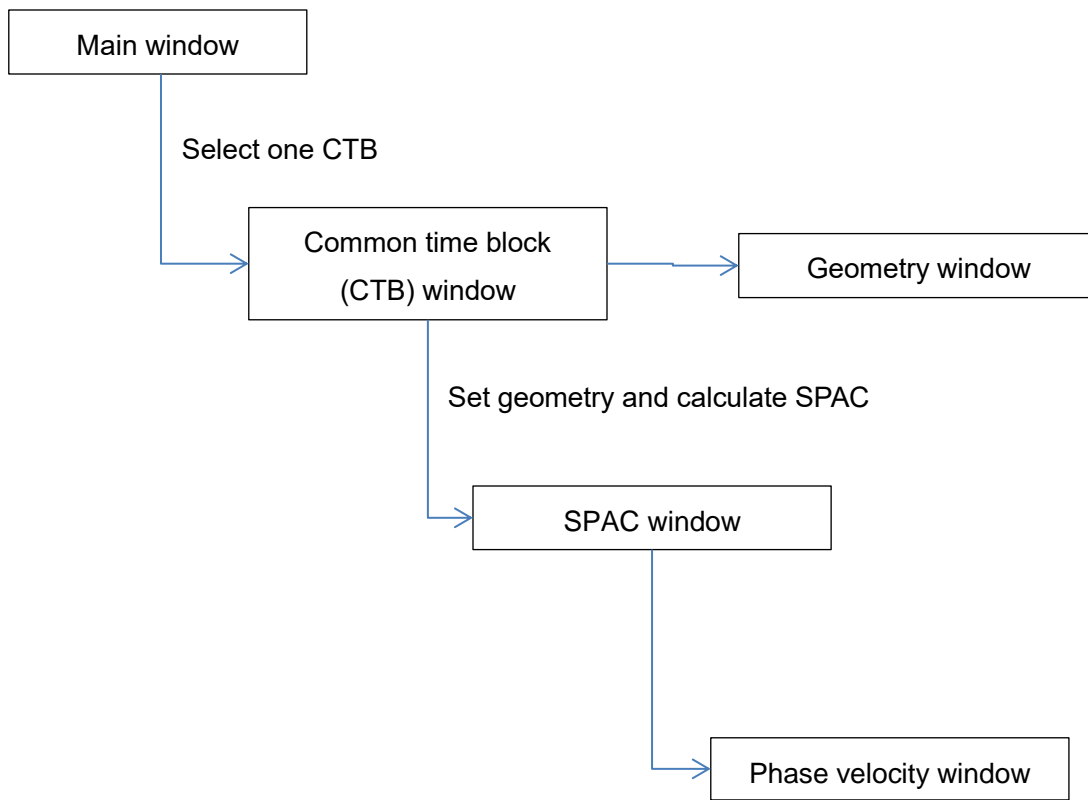 Main window
Select one CTB
Common time block
(CTB) window
Geometry window
Set geometry and calculate SPAC
SPAC window
Phase velocity window